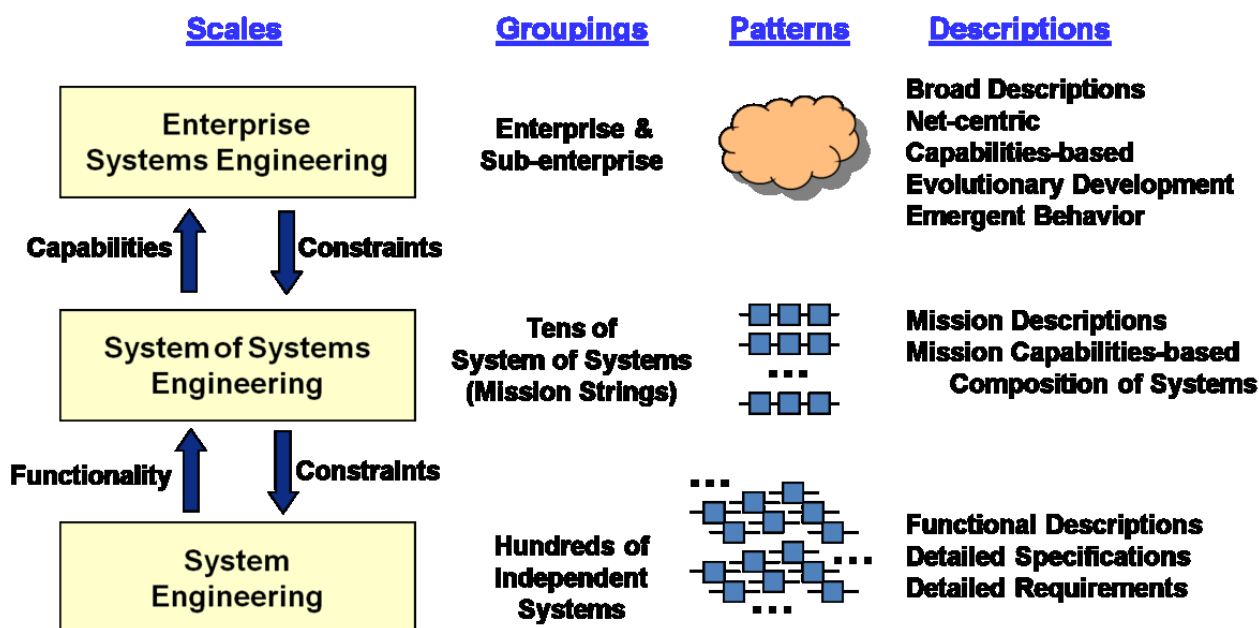 Scales
Groupings
Patterns
Descriptions
Enterprise
Systems Engineering
Enterprise &
Sub-enterprise
Broad Descriptions
Net-centric
Capabilities-based
Evolutionary Development
Emergent Behavior
Capabilities
Constraints
System of Systems
Engineering
Tens of
System of Systems
(Mission Strings)
Mission Descriptions
Mission Capabilities-based
Composition of Systems
Functionality
Constraints
System
Engineering
Hundreds of
Independent
Systems
Functional Descriptions
Detailed Specifications
Detailed Requirements